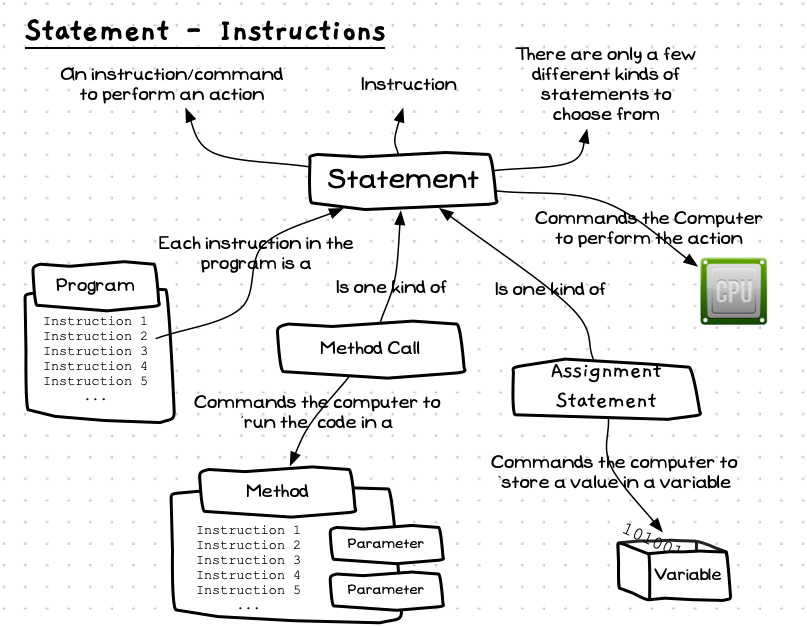 Statement - Instructions
An instruction/command
to perform an action
Instruction
There are only a few
different kinds of
statements to
choose from
Statement
Commands the Computer
to perform the action
CPU
Each instruction in the
program is a
Is one kind of
Is one kind of
Program
Instruction 1
Instruction 2
Instruction 3
Instruction 4
Instruction 5
...
Method Call
Assignment
Statement
Commands the computer to
run the code in a
Commands the computer to
store a value in a variable
Method
Instruction 1
Instruction 2
Instruction 3
Instruction 4
Instruction 5
...
Parameter
Parameter
101001
Variable